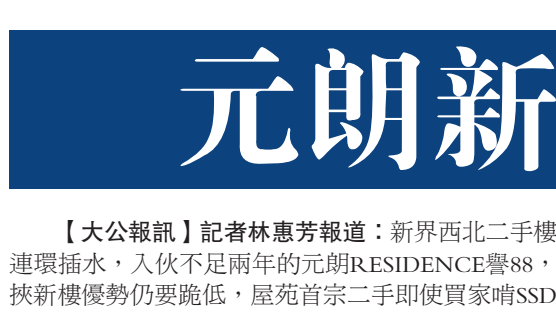 元朗新
【大公報訊】記者林惠芳報道：新界西北二手樓
連環插水，入伙不足兩年的元朗RESIDENCE譽88，
挾新樓優勢仍要跪低，屋苑首宗二手即使買家啃SSD